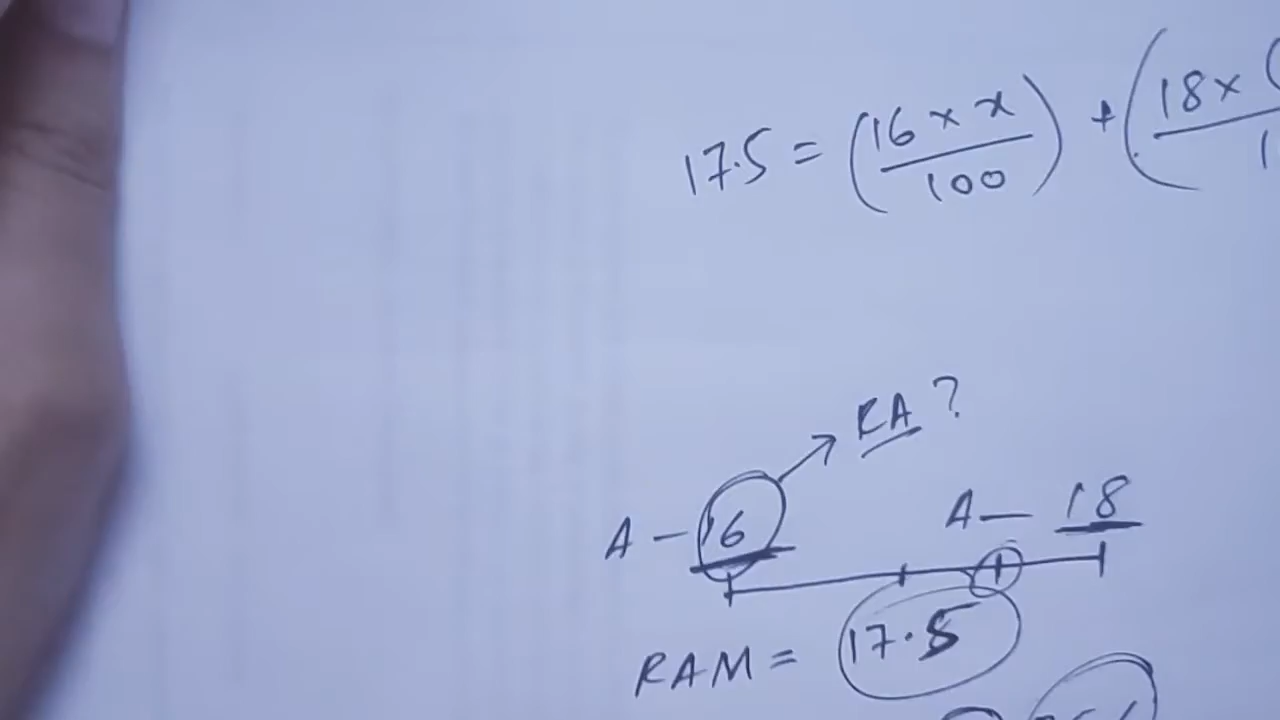 17.5 = (16 × x / 100) + (18 × (
RA ?
A – 16 A — 18
RAM = 17.5